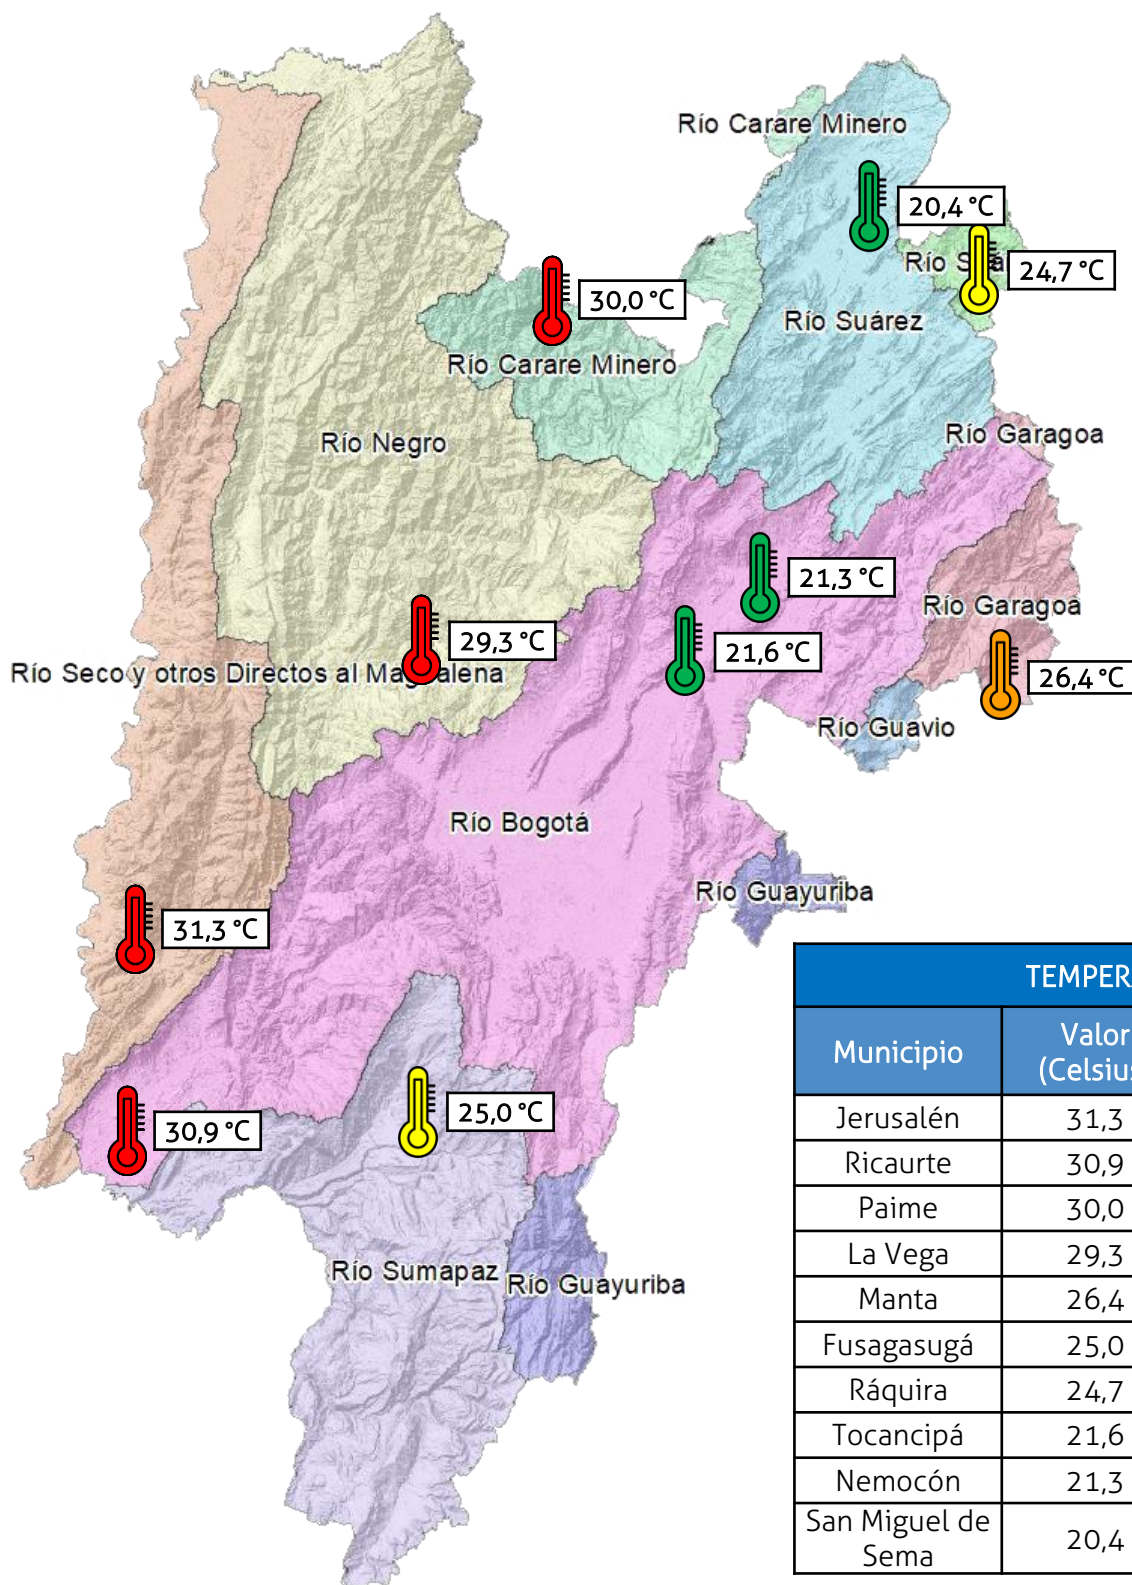 Río Carare Minero
20,4 °C
Río S
24,7 °C
30,0 °C
Río Suárez
Río Carare Minero
Río Negro
Río Garagoa
21,3 °C
Río Garagoa
29,3 °C
21,6 °C
Río Seco y otros Directos al Magdalena
26,4 °C
Río Guavio
Río Bogotá
Río Guayuriba
31,3 °C
25,0 °C
30,9 °C
Río Sumapaz
Río Guayuriba
TEMPER
Municipio
Valor
(Celsius
Jerusalén 31,3
Ricaurte 30,9
Paime 30,0
La Vega 29,3
Manta 26,4
Fusagasugá 25,0
Ráquira 24,7
Tocancipá 21,6
Nemocón 21,3
San Miguel de
Sema 20,4